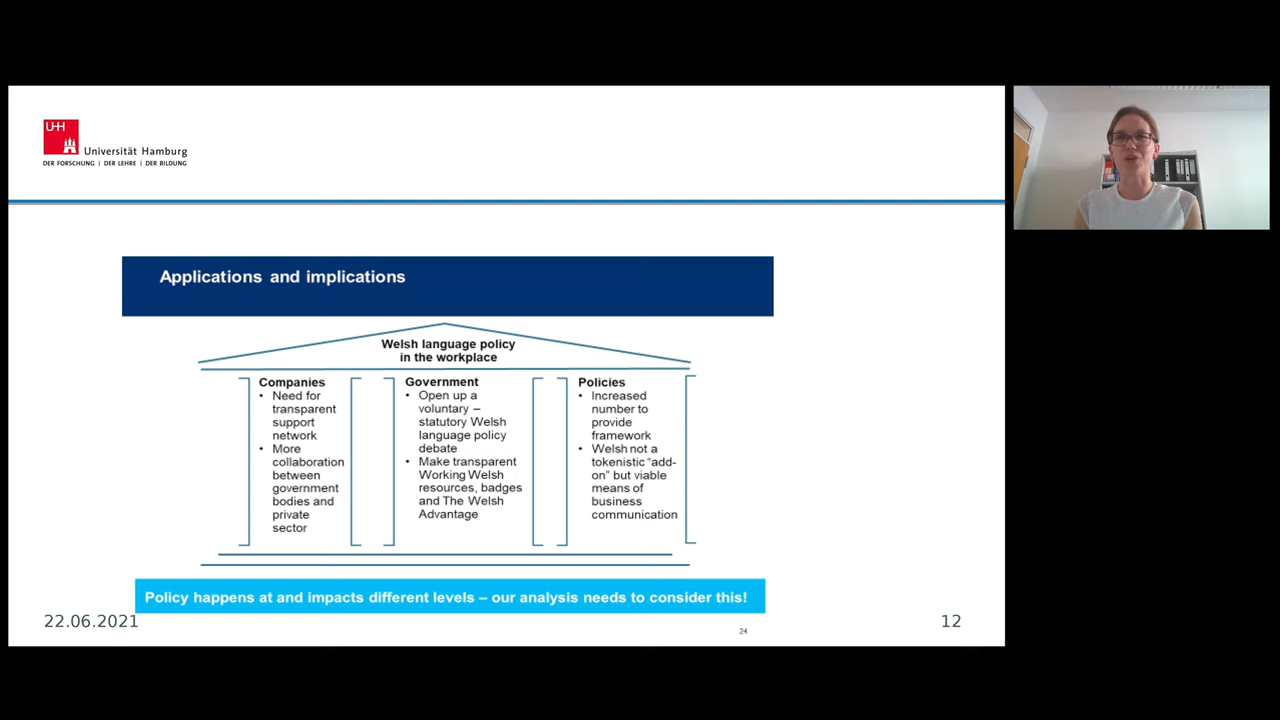 UHH
Universität Hamburg
DER FORSCHUNG | DER LEHRE | DER BILDUNG
Applications and implications
Welsh language policy
in the workplace
Companies
• Need for
transparent
support
network
• More
collaboration
between
government
bodies and
private
sector
Government
• Open up a
voluntary –
statutory Welsh
language policy
debate
• Make transparent
Working Welsh
resources, badges
and The Welsh
Advantage
Policies
• Increased
number to
provide
framework
• Welsh not a
tokenistic “add-
on” but viable
means of
business
communication
Policy happens at and impacts different levels – our analysis needs to consider this!
22.06.2021
12
24